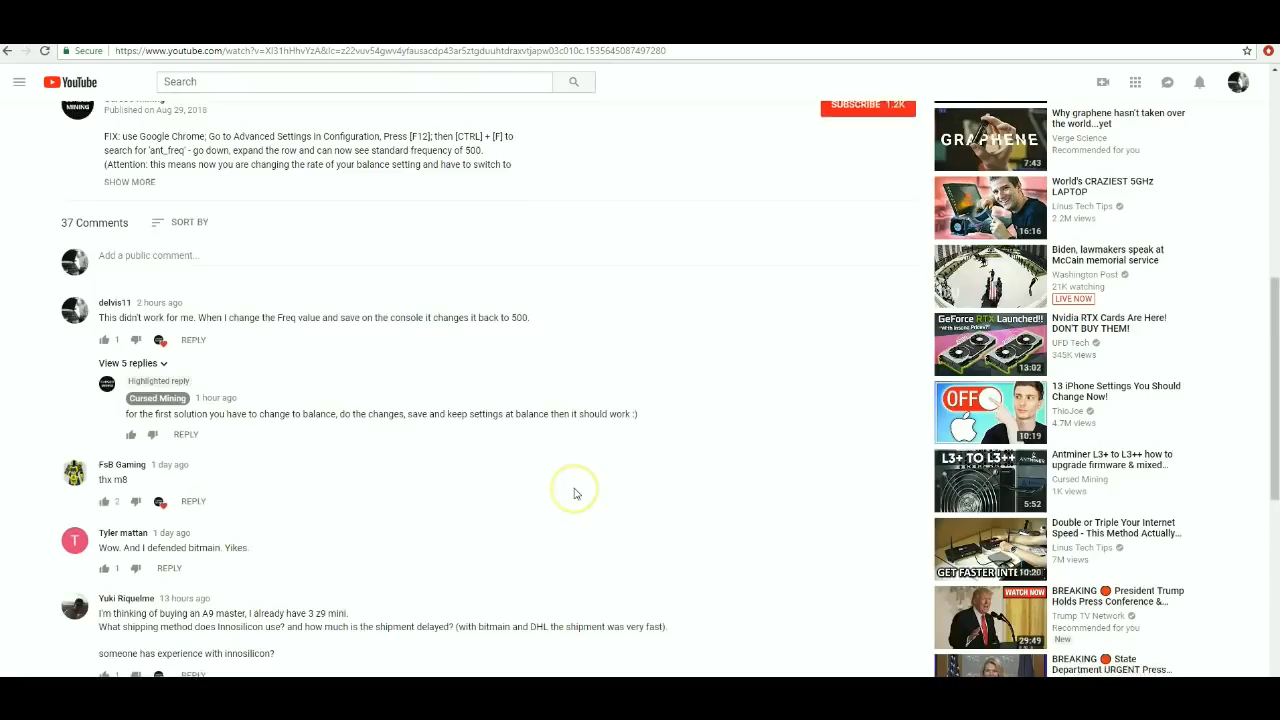 Secure
https://www.youtube.com/watch?v=XI31hHhvYzA&lc=z22vuv54gwv4yfausacdp43ar5ztgduuhtdraxvtjapw03c010c.1535645087497280
YouTube
Search
MINING
Cursed Mining
Published on Aug 29, 2018
SUBSCRIBE 1.2K
FIX: use Google Chrome; Go to Advanced Settings in Configuration, Press [F12]; then [CTRL] + [F] to
search for 'ant_freq' - go down, expand the row and can now see standard frequency of 500.
(Attention: this means now you are changing the rate of your balance setting and have to switch to
SHOW MORE
37 Comments
SORT BY
Add a public comment...
delvis11 2 hours ago
This didn't work for me. When I change the Freq value and save on the console it changes it back to 500.
1
REPLY
View 5 replies
Highlighted reply
Cursed Mining 1 hour ago
for the first solution you have to change to balance, do the changes, save and keep settings at balance then it should work :)
REPLY
FsB Gaming 1 day ago
thx m8
2
REPLY
T
Tyler mattan 1 day ago
Wow. And I defended bitmain. Yikes.
1
REPLY
Yuki Riquelme 13 hours ago
I'm thinking of buying an A9 master, I already have 3 z9 mini.
What shipping method does Innosilicon use? and how much is the shipment delayed? (with bitmain and DHL the shipment was very fast).
someone has experience with innosilicon?
1
REPLY
GRAPHENE
7:43
Why graphene hasn't taken over
the world...yet
Verge Science
Recommended for you
16:16
World's CRAZIEST 5GHz
LAPTOP
Linus Tech Tips
2.2M views
Biden, lawmakers speak at
McCain memorial service
Washington Post
21K watching
LIVE NOW
GeForce RTX Launched!!
"With Insane Prices?"
13:02
Nvidia RTX Cards Are Here!
DON'T BUY THEM!
UFD Tech
345K views
OFF
10:19
13 iPhone Settings You Should
Change Now!
ThioJoe
4.7M views
L3+ TO L3++
5:52
Antminer L3+ to L3++ how to
upgrade firmware & mixed...
Cursed Mining
1K views
GET FASTER INTE
10:20
Double or Triple Your Internet
Speed - This Method Actually...
Linus Tech Tips
7M views
WATCH NOW
29:49
BREAKING President Trump
Holds Press Conference &...
Trump TV Network
Recommended for you
New
BREAKING State
Department URGENT Press...